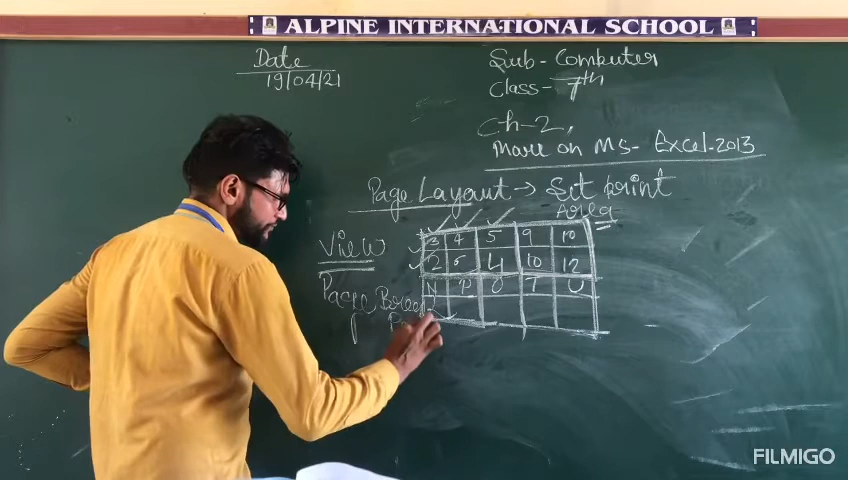 ALPINE INTERNATIONAL SCHOOL
Date
19/04/21
Sub- Computer
Class- 7th
Ch-2,
More on Ms- Excel-2013
Page Layout → Set print
Area
View
3 4 5 9 10
2 6 4 10 12
N P O T U
Page Break
FILMIGO